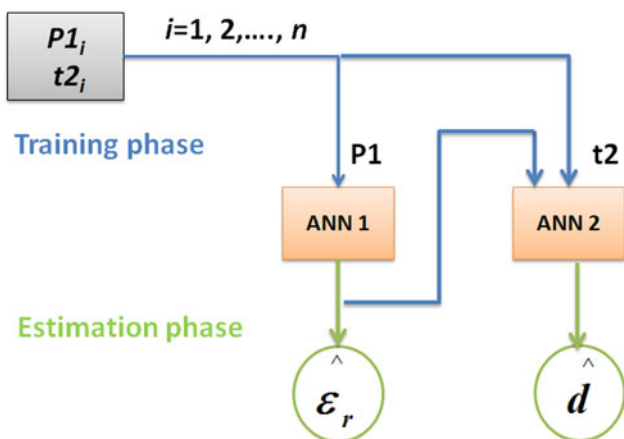 P1i
t2i
i=1, 2,...., n
Training phase
P1
t2
ANN 1
ANN 2
Estimation phase
^
εr
^
d